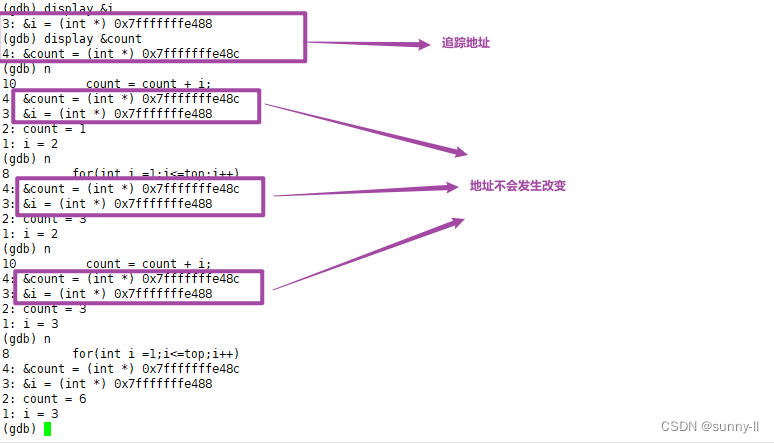 (gdb) display &i
3: &i = (int *) 0x7fffffffe488
(gdb) display &count
4: &count = (int *) 0x7fffffffe48c
追踪地址
(gdb) n
10 count = count + i;
4: &count = (int *) 0x7fffffffe48c
3: &i = (int *) 0x7fffffffe488
2: count = 1
1: i = 2
(gdb) n
8 for(int i =1;i<=top;i++)
4: &count = (int *) 0x7fffffffe48c
地址不会发生改变
3: &i = (int *) 0x7fffffffe488
2: count = 3
1: i = 2
(gdb) n
10 count = count + i;
4: &count = (int *) 0x7fffffffe48c
3: &i = (int *) 0x7fffffffe488
2: count = 3
1: i = 3
(gdb) n
8 for(int i =1;i<=top;i++)
4: &count = (int *) 0x7fffffffe48c
3: &i = (int *) 0x7fffffffe488
2: count = 6
1: i = 3
(gdb)
CSDN @sunny-ll